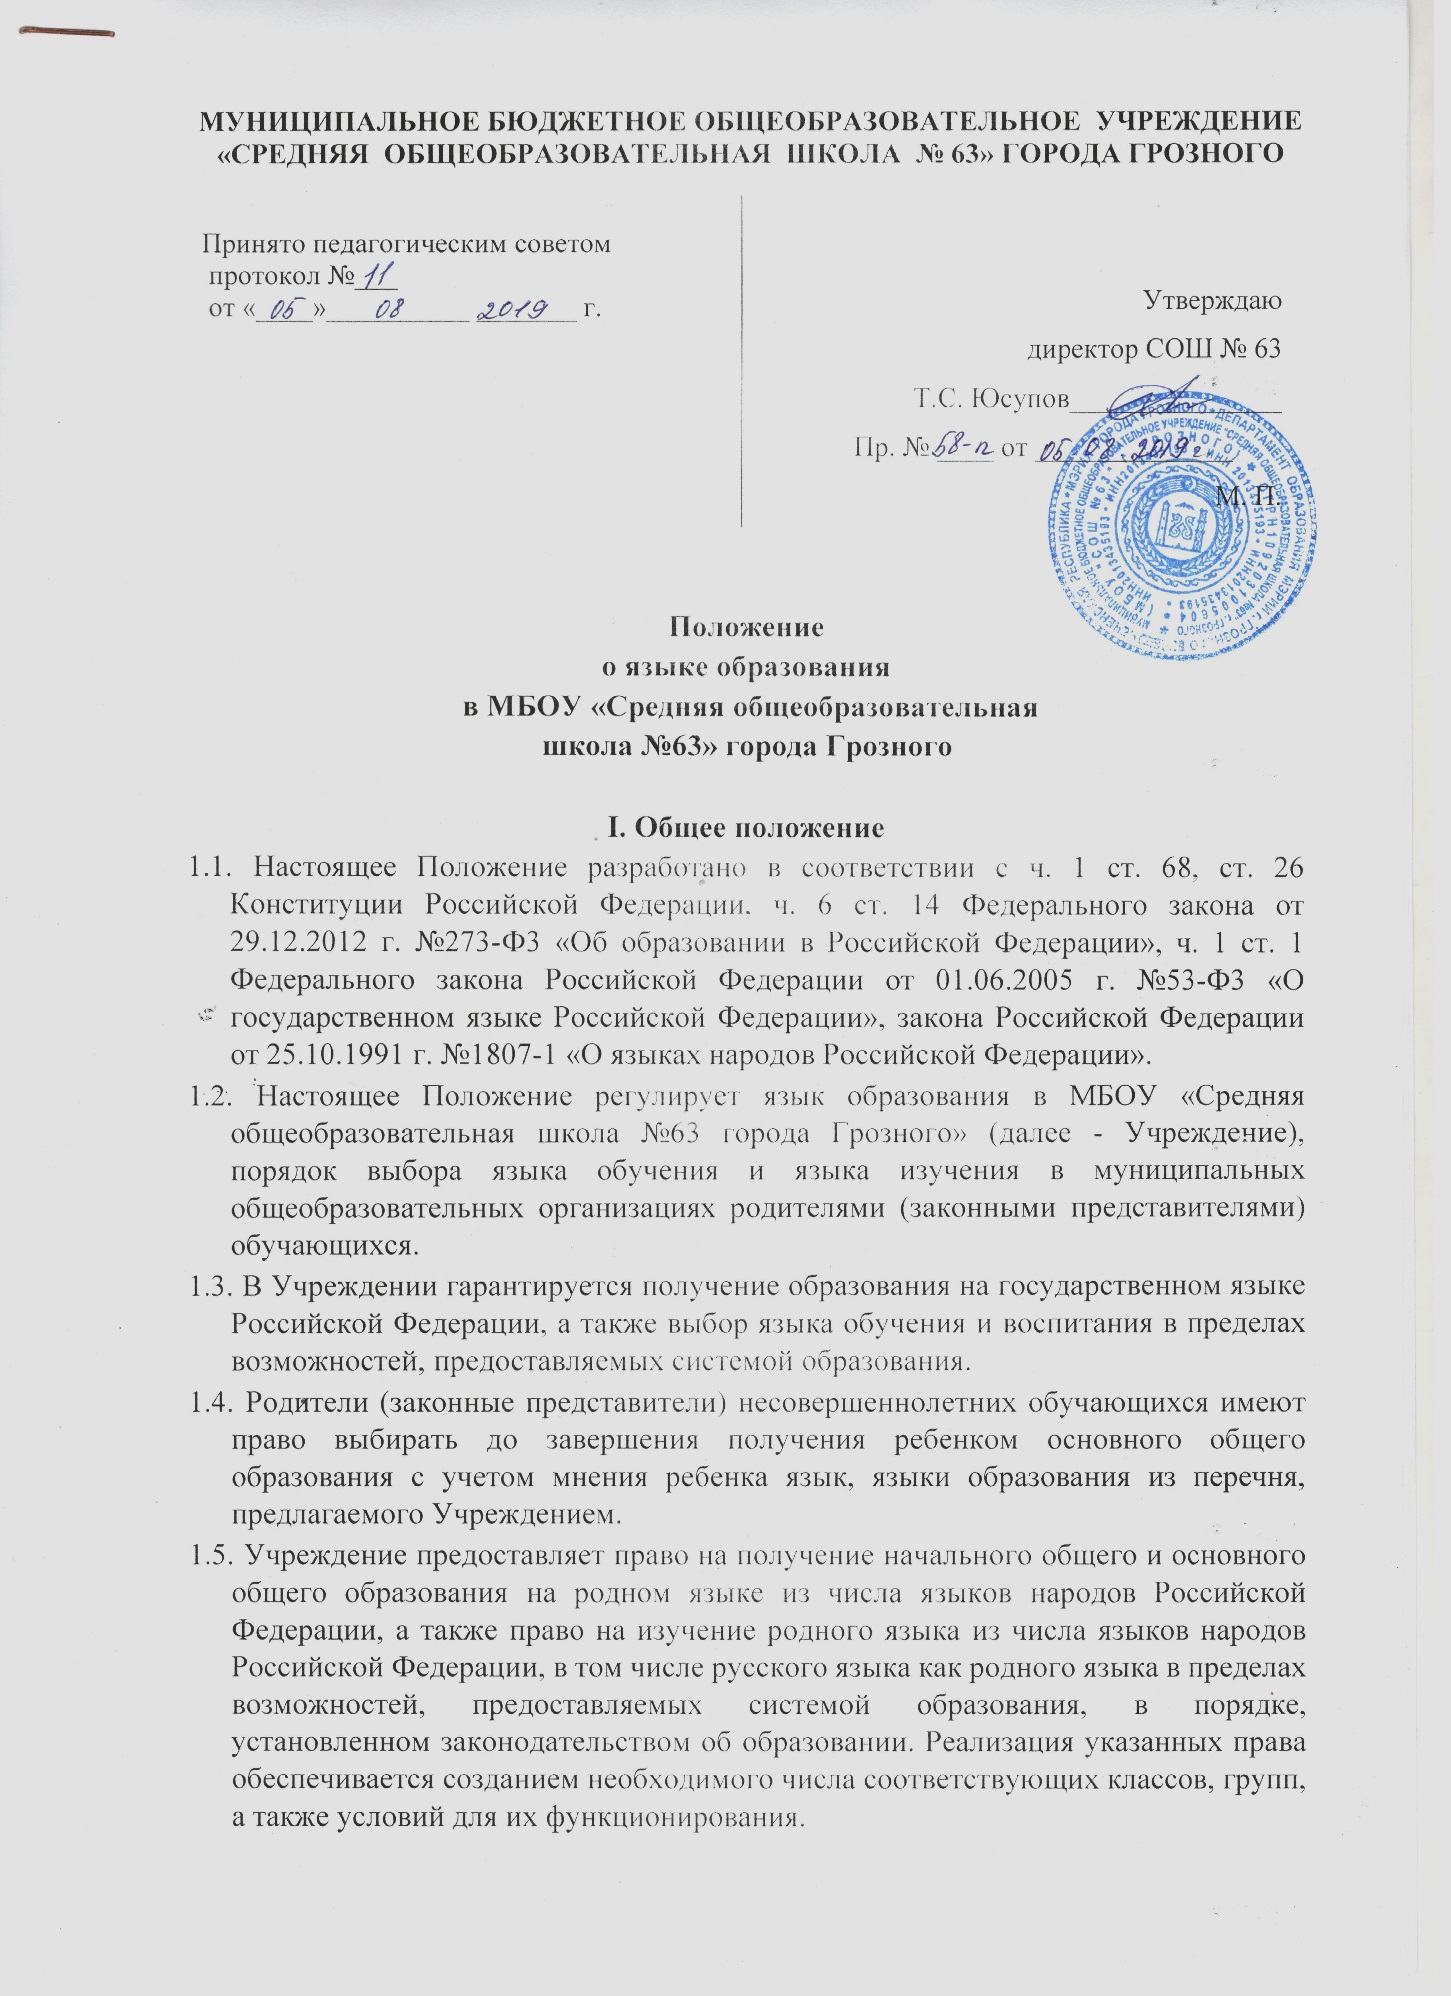 МУНИЦИПАЛЬНОЕ БЮДЖЕТНОЕ ОБЩЕОБРАЗОВАТЕЛЬНОЕ УЧРЕЖДЕНИЕ
«СРЕДНЯЯ ОБЩЕОБРАЗОВАТЕЛЬНАЯ ШКОЛА № 63» ГОРОДА ГРОЗНОГО
Принято педагогическим советом
протокол № 11
от « 05 » 08 2019 г.
Утверждаю
директор СОШ № 63
Т.С. Юсупов
Пр. № 58-п от 05.08.2019 г
М. П.
Положение
о языке образования
в МБОУ «Средняя общеобразовательная
школа №63» города Грозного
I. Общее положение
1.1. Настоящее Положение разработано в соответствии с ч. 1 ст. 68, ст. 26
Конституции Российской Федерации, ч. 6 ст. 14 Федерального закона от
29.12.2012 г. №273-ФЗ «Об образовании в Российской Федерации», ч. 1 ст. 1
Федерального закона Российской Федерации от 01.06.2005 г. №53-ФЗ «О
государственном языке Российской Федерации», закона Российской Федерации
от 25.10.1991 г. №1807-1 «О языках народов Российской Федерации».
1.2. Настоящее Положение регулирует язык образования в МБОУ «Средняя
общеобразовательная школа №63 города Грозного» (далее - Учреждение),
порядок выбора языка обучения и языка изучения в муниципальных
общеобразовательных организациях родителями (законными представителями)
обучающихся.
1.3. В Учреждении гарантируется получение образования на государственном языке
Российской Федерации, а также выбор языка обучения и воспитания в пределах
возможностей, предоставляемых системой образования.
1.4. Родители (законные представители) несовершеннолетних обучающихся имеют
право выбирать до завершения получения ребенком основного общего
образования с учетом мнения ребенка язык, языки образования из перечня,
предлагаемого Учреждением.
1.5. Учреждение предоставляет право на получение начального общего и основного
общего образования на родном языке из числа языков народов Российской
Федерации, а также право на изучение родного языка из числа языков народов
Российской Федерации, в том числе русского языка как родного языка в пределах
возможностей, предоставляемых системой образования, в порядке,
установленном законодательством об образовании. Реализация указанных права
обеспечивается созданием необходимого числа соответствующих классов, групп,
а также условий для их функционирования.